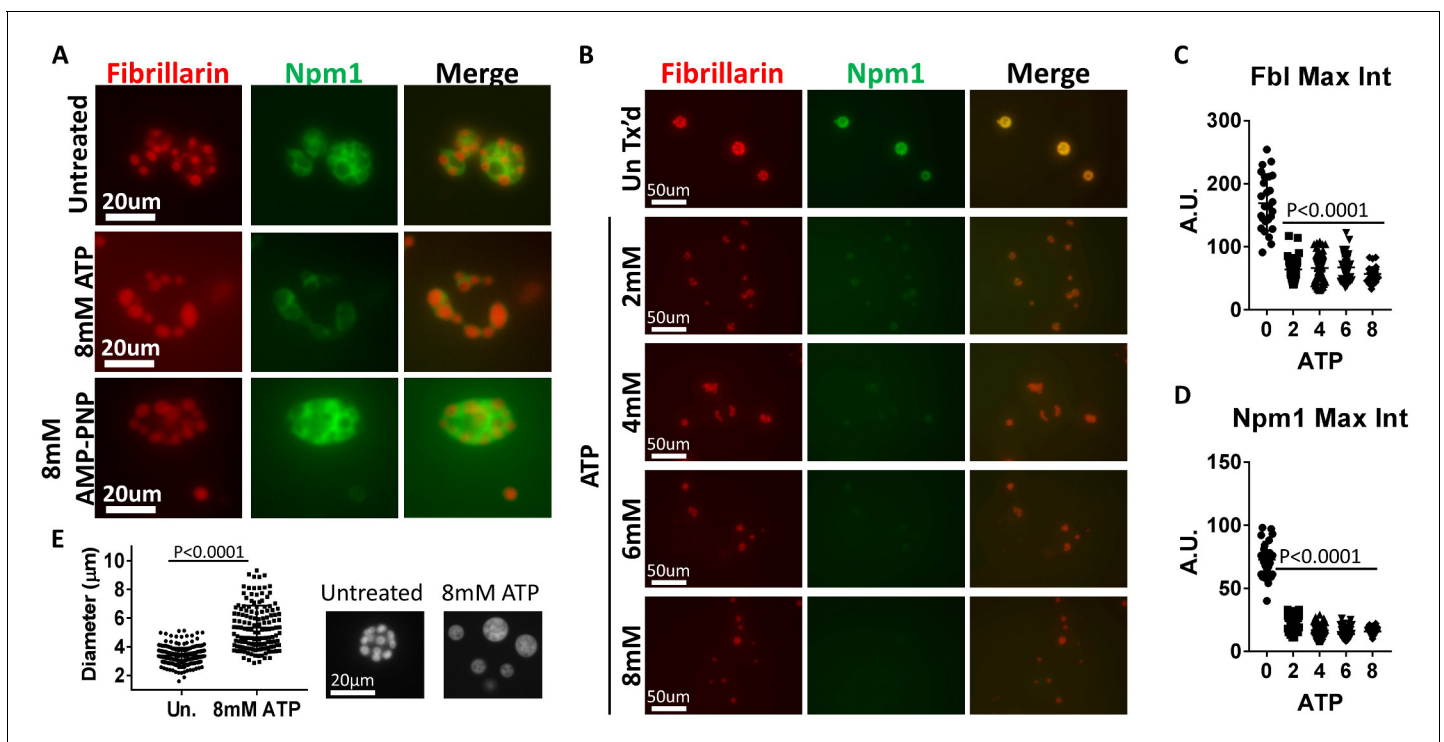 A
Fibrillarin Npm1 Merge
Untreated
20um
8mM ATP
20um
8mM
AMP-PNP
20um
B
Fibrillarin Npm1 Merge
Un Tx'd
50um
ATP
2mM
50um
4mM
50um
6mM
50um
8mM
50um
C
Fbl Max Int
300
200
100
0
A.U.
P<0.0001
0 2 4 6 8
ATP
D
Npm1 Max Int
150
100
50
0
A.U.
P<0.0001
0 2 4 6 8
ATP
E
Diameter (μm)
10
8
6
4
2
P<0.0001
Un. 8mM ATP
Untreated 8mM ATP
20μm